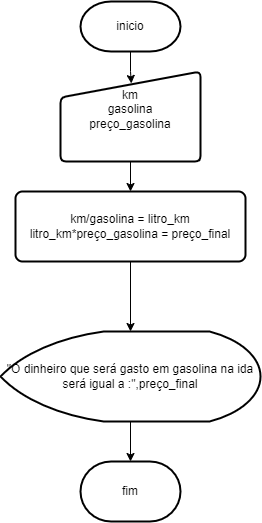 inicio
km
gasolina
preço_gasolina
km/gasolina = litro_km
litro_km*preço_gasolina = preço_final
"O dinheiro que será gasto em gasolina na ida
será igual a :",preço_final
fim